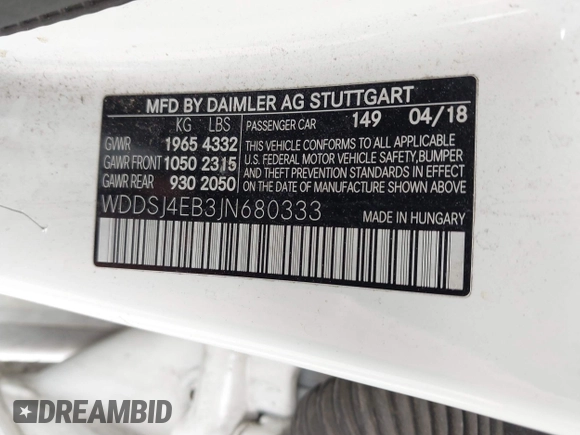 MFD BY DAIMLER AG STUTTGART
KG LBS
GVWR 1965 4332
GAWR FRONT 1050 2315
GAWR REAR 930 2050
PASSENGER CAR 149 04/18
THIS VEHICLE CONFORMS TO ALL APPLICABLE
U.S. FEDERAL MOTOR VEHICLE SAFETY, BUMPER
AND THEFT PREVENTION STANDARDS IN EFFECT
ON THE DATE OF MANUFACTURE SHOWN ABOVE.
WDDSJ4EB3JN680333
MADE IN HUNGARY
DREAMBID